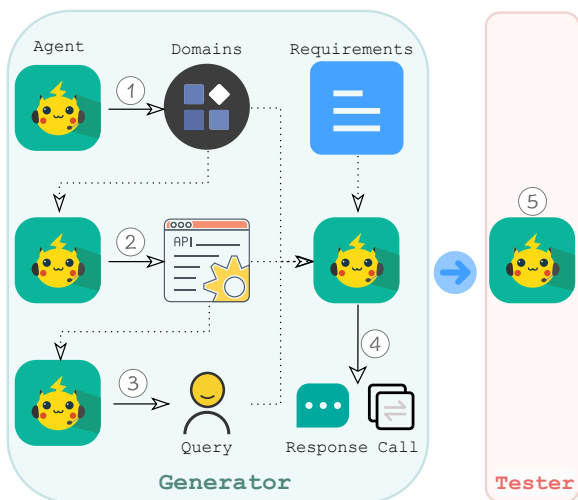 Agent
Domains
Requirements
1
2
API
5
3
4
Query
Response Call
Generator
Tester